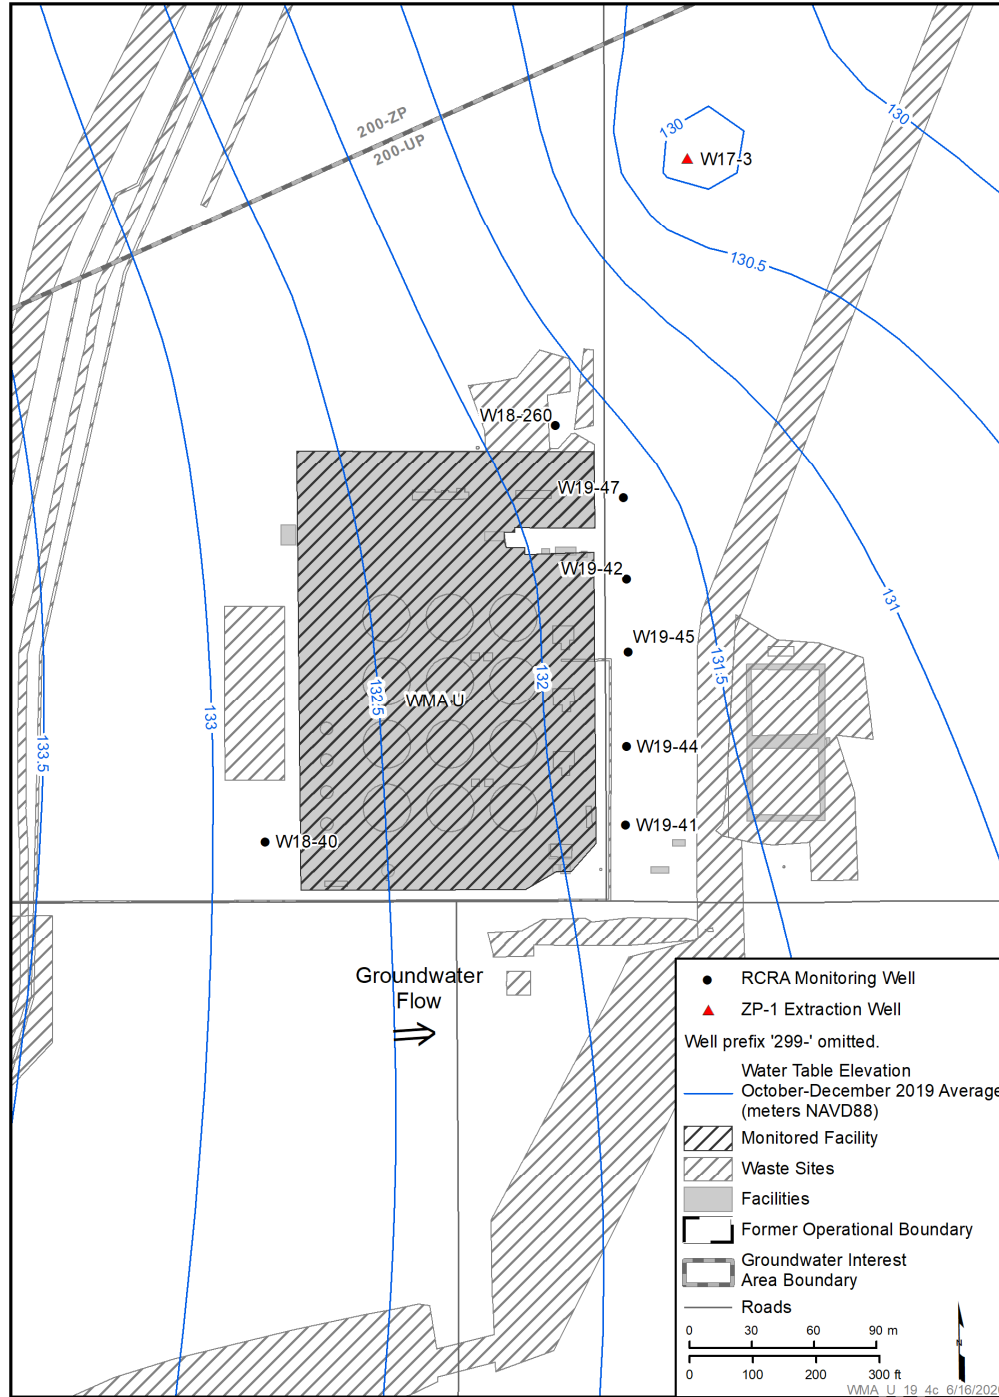 200-ZP
200-UP
130
W17-3
130
130.5
W18-260
W19-47
W19-42
131
W19-45
131.5
132
132.5
WMA-U
133
133.5
W19-44
W19-41
W18-40
Groundwater
Flow
RCRA Monitoring Well
ZP-1 Extraction Well
Well prefix '299-' omitted.
Water Table Elevation
October-December 2019 Average
(meters NAVD88)
Monitored Facility
Waste Sites
Facilities
Former Operational Boundary
Groundwater Interest
Area Boundary
Roads
0 30 60 90 m
0 100 200 300 ft
N